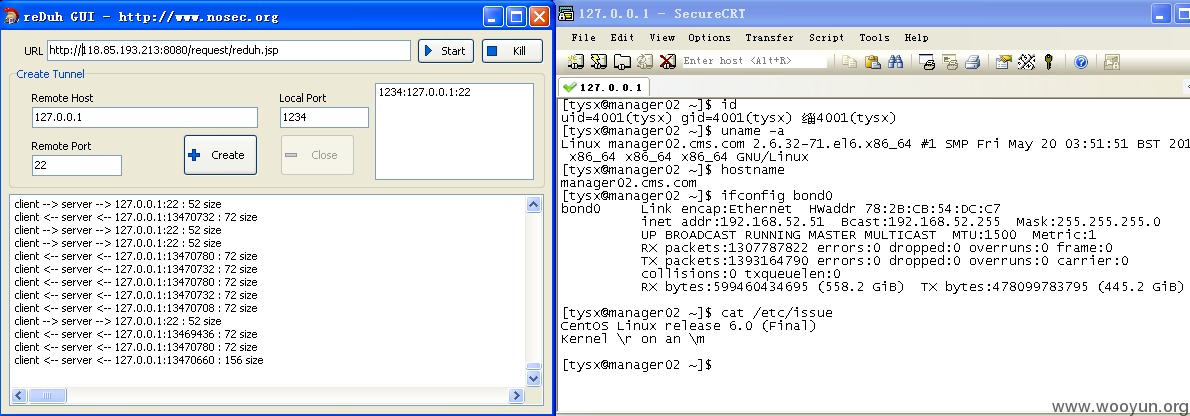 reDuh GUI - http://www.nosec.org
URL http://118.85.193.213:8080/request/reduh.jsp Start Kill
Create Tunnel
Remote Host Local Port
127.0.0.1 1234
Remote Port
22 Create Close
1234:127.0.0.1:22
client --> server --> 127.0.0.1:22 : 52 size
client <-- server <-- 127.0.0.1:13470732 : 72 size
client --> server --> 127.0.0.1:22 : 52 size
client --> server --> 127.0.0.1:22 : 52 size
client <-- server <-- 127.0.0.1:13470780 : 72 size
client <-- server <-- 127.0.0.1:13470732 : 72 size
client <-- server <-- 127.0.0.1:13470780 : 72 size
client <-- server <-- 127.0.0.1:13470732 : 72 size
client <-- server <-- 127.0.0.1:13470708 : 72 size
client --> server --> 127.0.0.1:22 : 52 size
client <-- server <-- 127.0.0.1:13469436 : 72 size
client <-- server <-- 127.0.0.1:13470780 : 72 size
client <-- server <-- 127.0.0.1:13470660 : 156 size
127.0.0.1 - SecureCRT
File Edit View Options Transfer Script Tools Help
Enter host <Alt+R>
127.0.0.1
[tysx@manager02 ~]$ id
uid=4001(tysx) gid=4001(tysx) 4001(tysx)
[tysx@manager02 ~]$ uname -a
Linux manager02.cms.com 2.6.32-71.el6.x86_64 #1 SMP Fri May 20 03:51:51 BST 201
x86_64 x86_64 x86_64 GNU/Linux
[tysx@manager02 ~]$ hostname
manager02.cms.com
[tysx@manager02 ~]$ ifconfig bond0
bond0 Link encap:Ethernet HWaddr 78:2B:CB:54:DC:C7
inet addr:192.168.52.51 Bcast:192.168.52.255 Mask:255.255.255.0
UP BROADCAST RUNNING MASTER MULTICAST MTU:1500 Metric:1
RX packets:1307787822 errors:0 dropped:0 overruns:0 frame:0
TX packets:1393164790 errors:0 dropped:0 overruns:0 carrier:0
collisions:0 txqueuelen:0
RX bytes:599460434695 (558.2 GiB) TX bytes:478099783795 (445.2 GiB)
[tysx@manager02 ~]$ cat /etc/issue
CentOS Linux release 6.0 (Final)
Kernel \r on an \m
[tysx@manager02 ~]$
www.wooyun.org